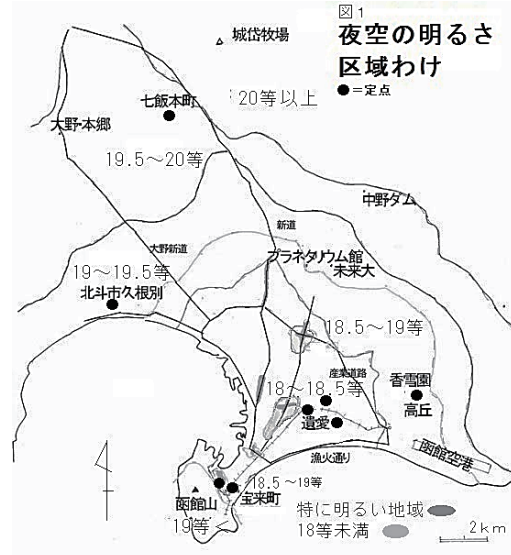 図1
夜空の明るさ
区域わけ
●=定点
城岱牧場
七飯本町
20等以上
大野・本郷
19.5～20等
中野ダム
新道
大野新道
プラネタリウム館
未来大
19～19.5等
北斗市久根別
18.5～19等
産業道路
香雪園
18～18.5等
高丘
遺愛
漁火通り
函館空港
18.5～19等
宝来町
函館山
19等
特に明るい地域
18等未満
2km